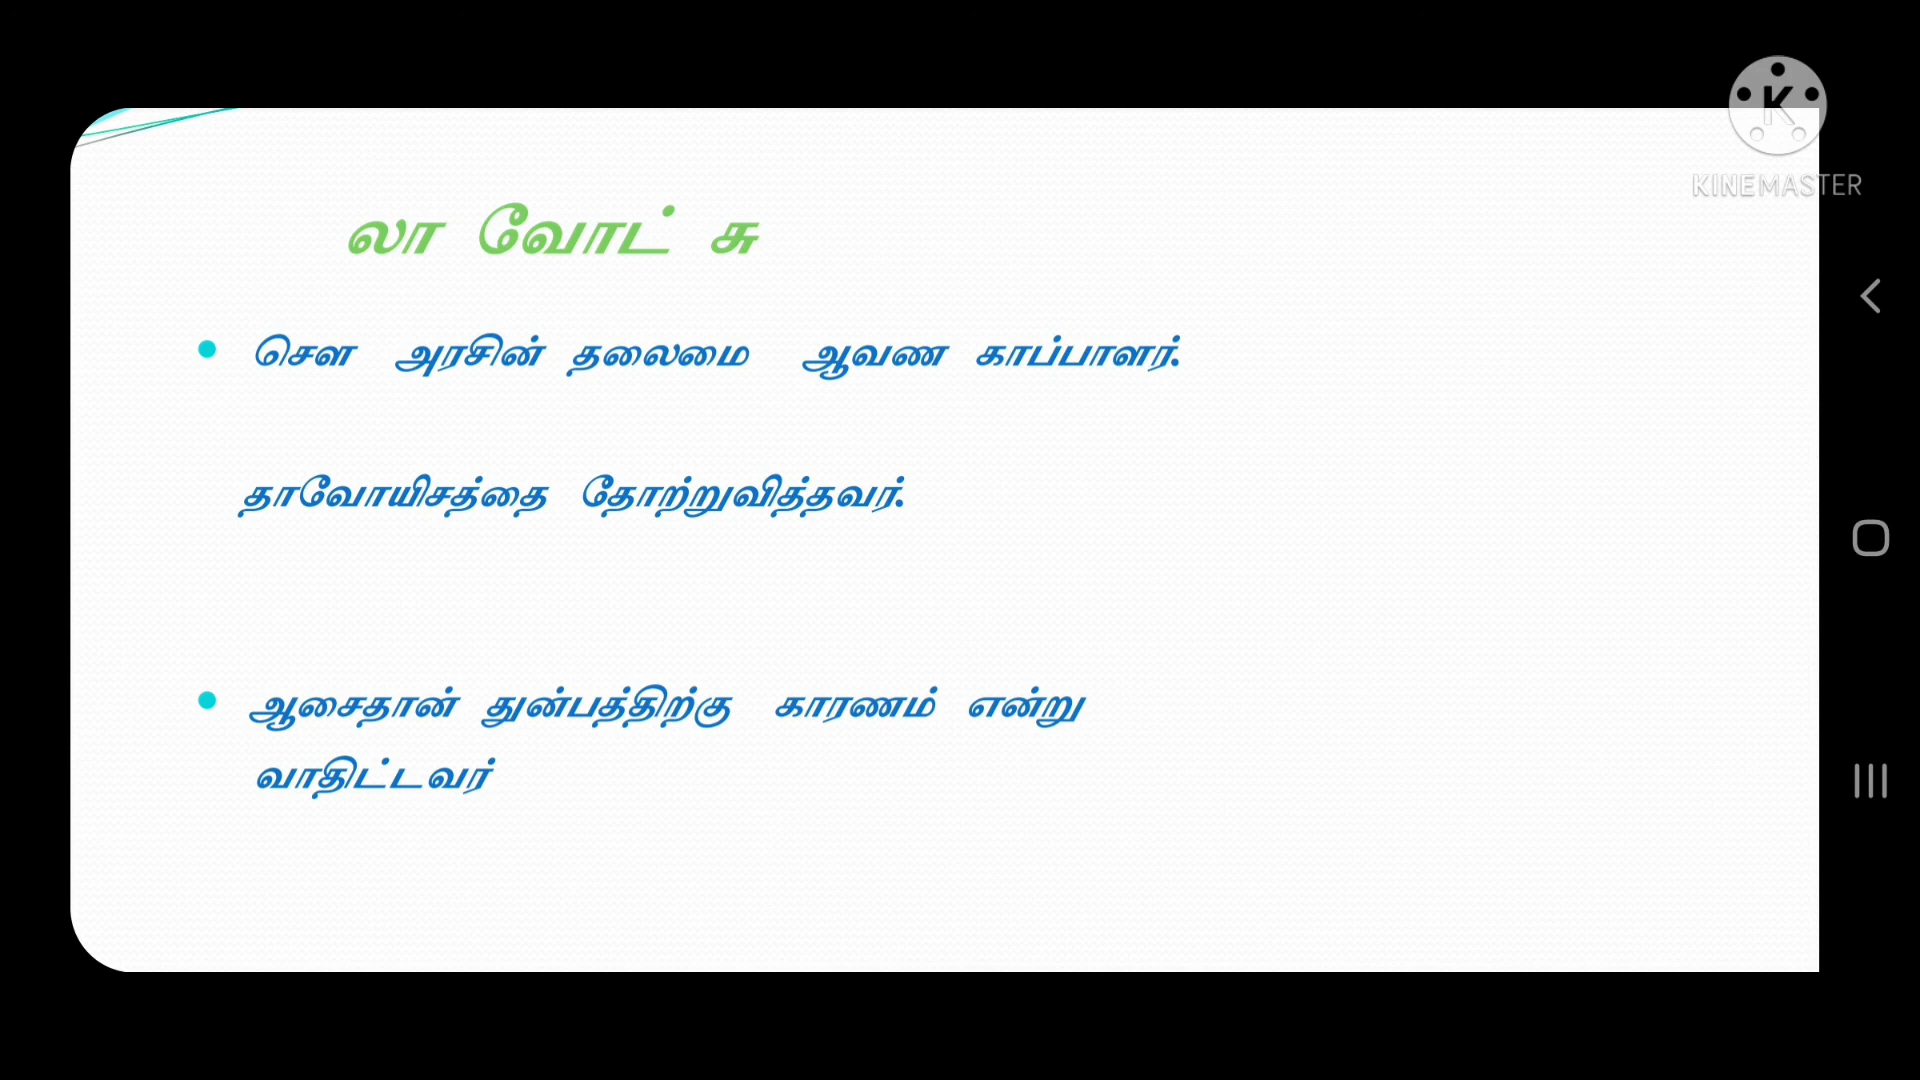 KINEMASTER
லா வோட் சு
• சௌ அரசின் தலைமை ஆவண காப்பாளர்.
தாவோயிசத்தை தோற்றுவித்தவர்.
• ஆசைதான் துன்பத்திற்கு காரணம் என்று
வாதிட்டவர்